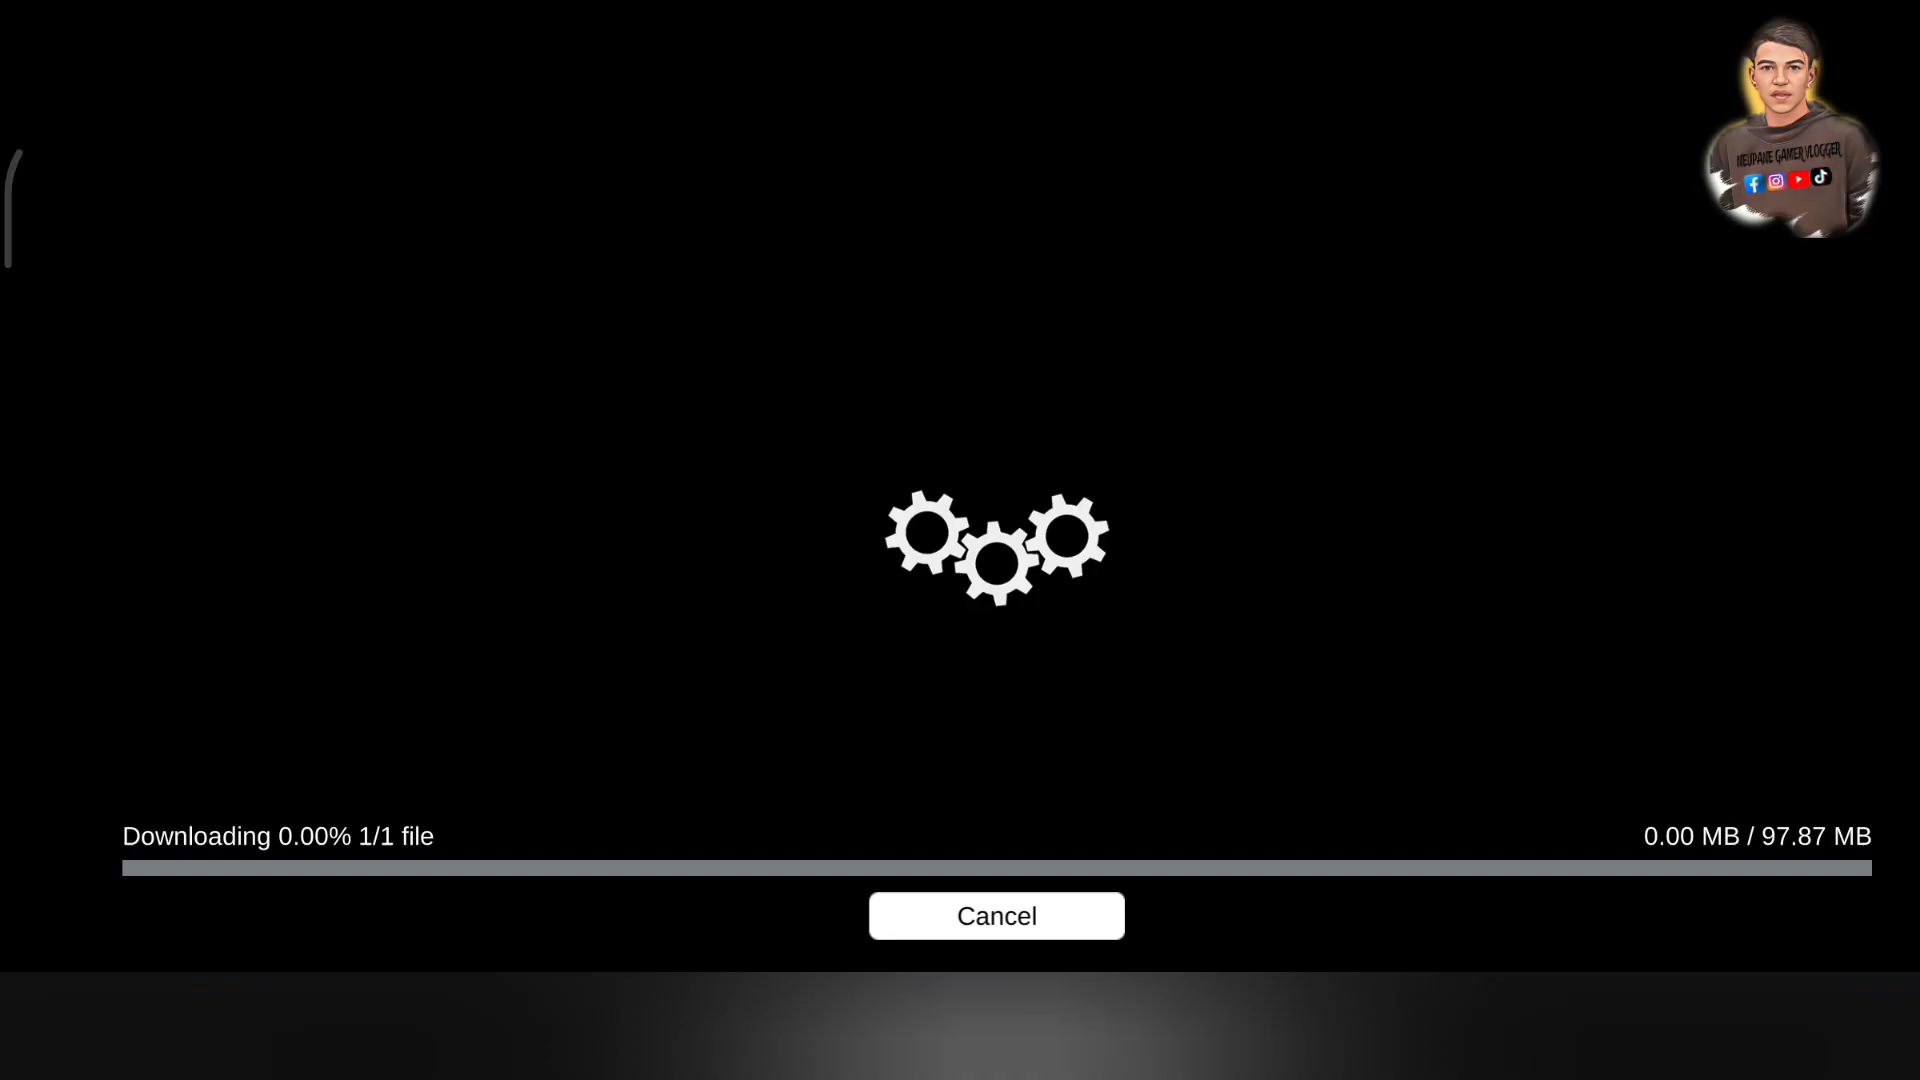 NEUPANE GAMER VLOGGER
Downloading 0.00% 1/1 file
0.00 MB / 97.87 MB
Cancel